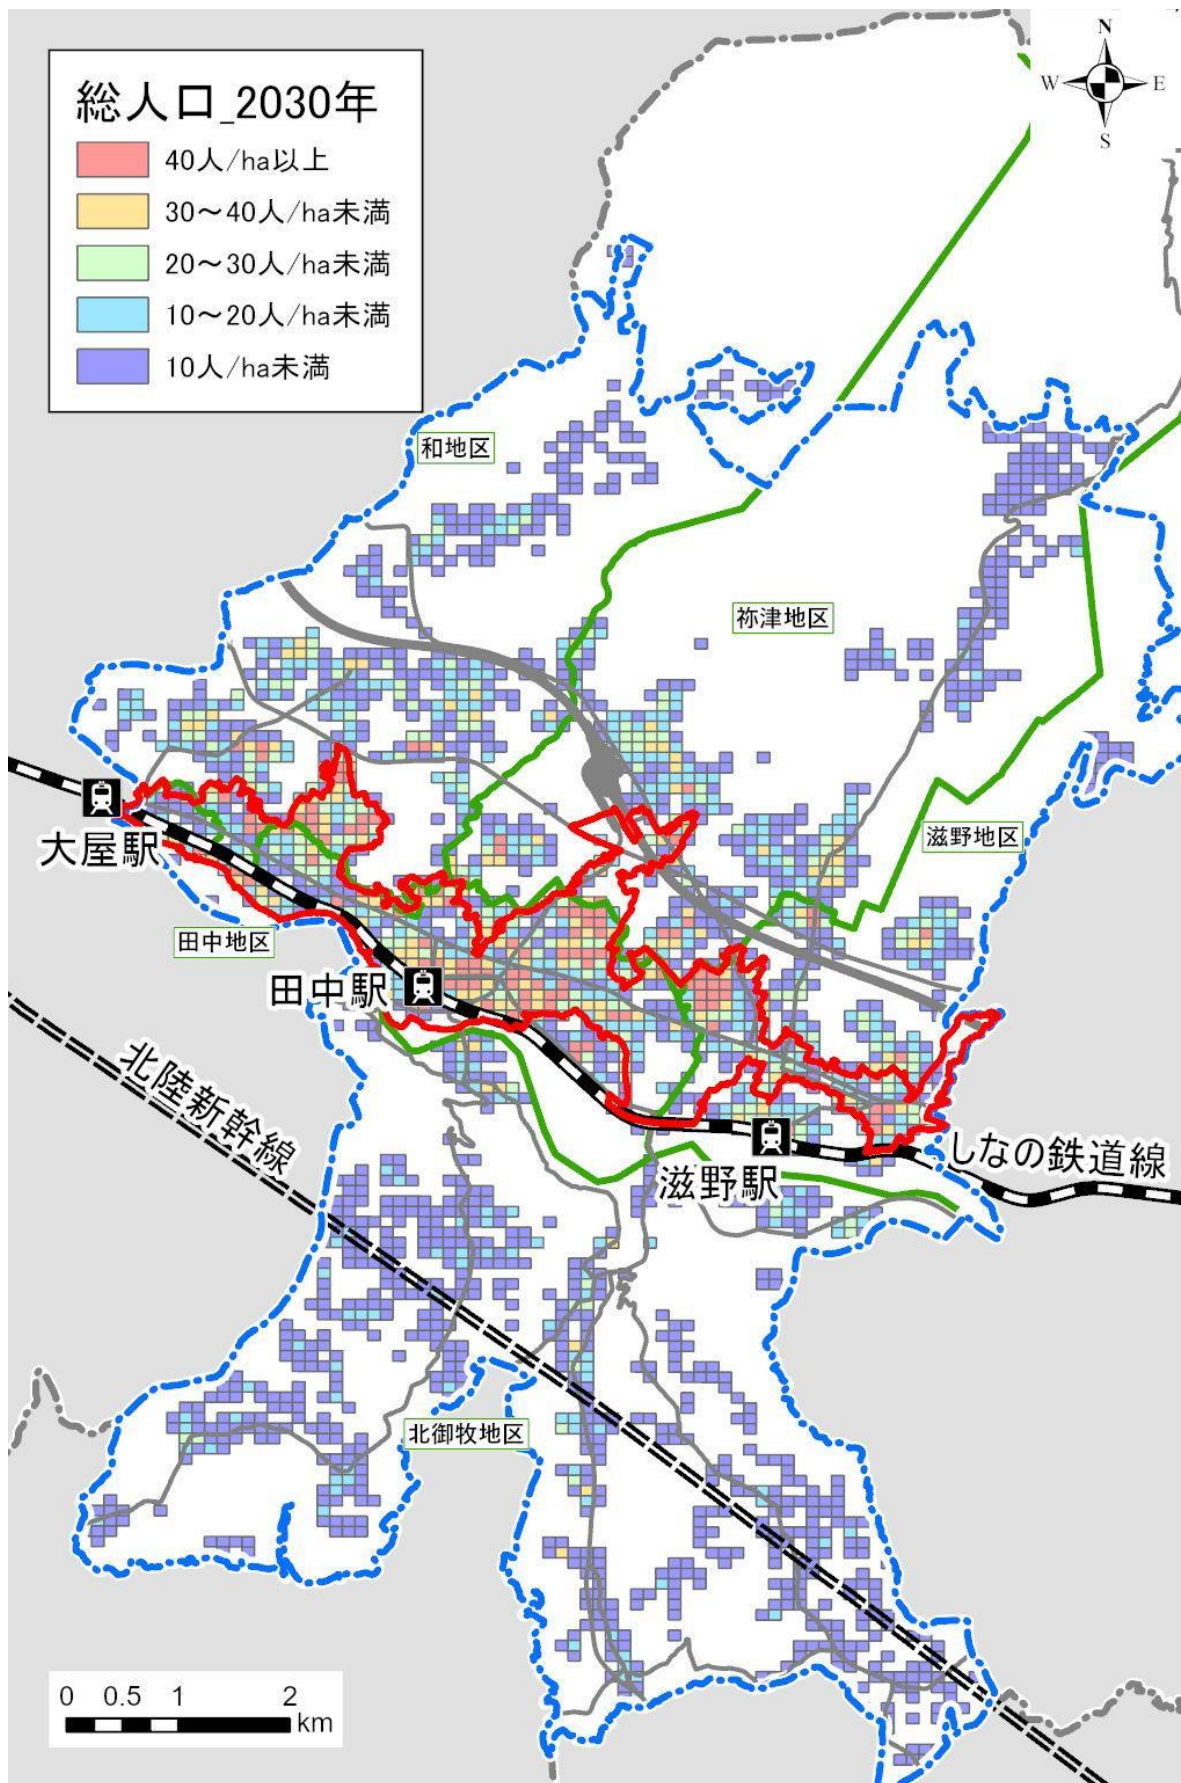 N
W E
S
総人口_2030年
40人/ha以上
30～40人/ha未満
20～30人/ha未満
10～20人/ha未満
10人/ha未満
和地区
祢津地区
滋野地区
大屋駅
田中地区
田中駅
北陸新幹線
しなの鉄道線
滋野駅
北御牧地区
0 0.5 1 2
km